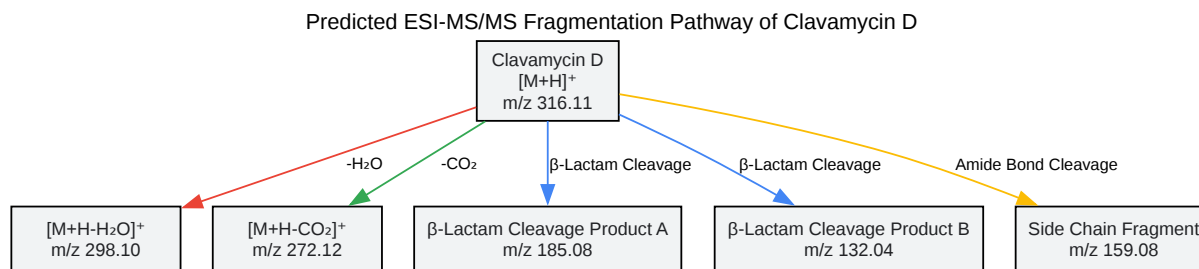 Predicted ESI-MS/MS Fragmentation Pathway of Clavamycin D
Clavamycin D
[M+H]⁺
m/z 316.11
-H₂O
-CO₂
β-Lactam Cleavage
β-Lactam Cleavage
Amide Bond Cleavage
[M+H-H₂O]⁺
m/z 298.10
[M+H-CO₂]⁺
m/z 272.12
β-Lactam Cleavage Product A
m/z 185.08
β-Lactam Cleavage Product B
m/z 132.04
Side Chain Fragment
m/z 159.08